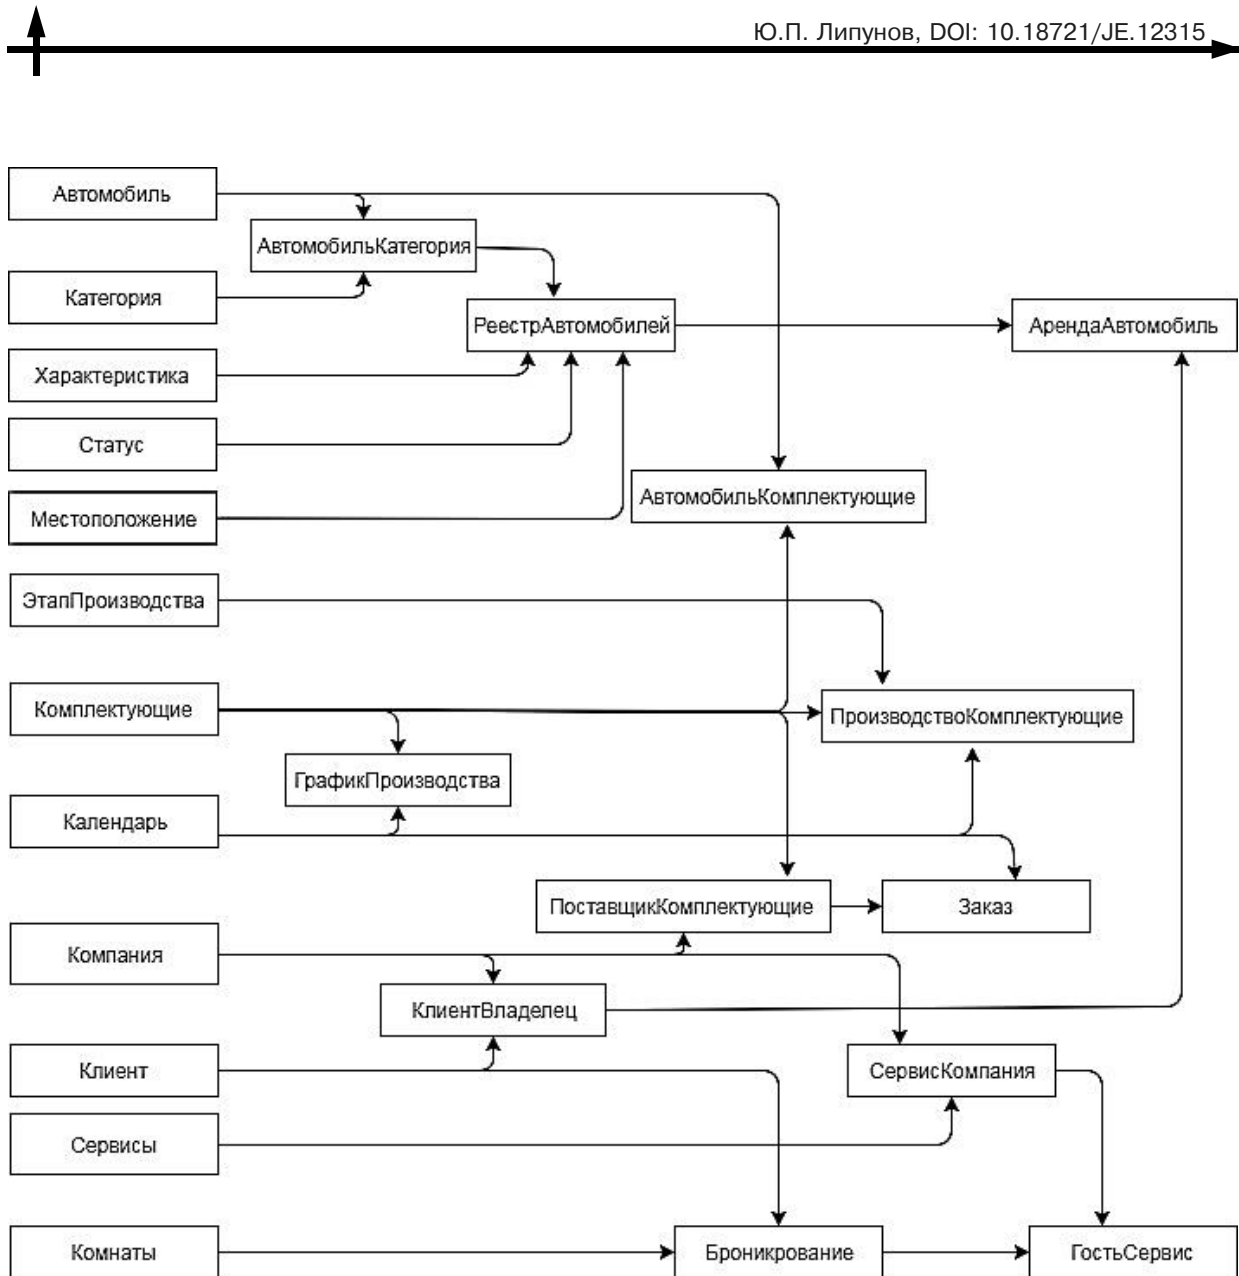 Ю.П. Липунов, DOI: 10.18721/JE.12315
Автомобиль
АвтомобильКатегория
Категория
РеестрАвтомобилей
АрендаАвтомобиль
Характеристика
Статус
АвтомобильКомплектующие
Местоположение
ЭтапПроизводства
Комплектующие
ПроизводствоКомплектующие
ГрафикПроизводства
Календарь
ПоставщикКомплектующие
Заказ
Компания
КлиентВладелец
Клиент
СервисКомпания
Сервисы
Комнаты
Броникрование
ГостьСервис